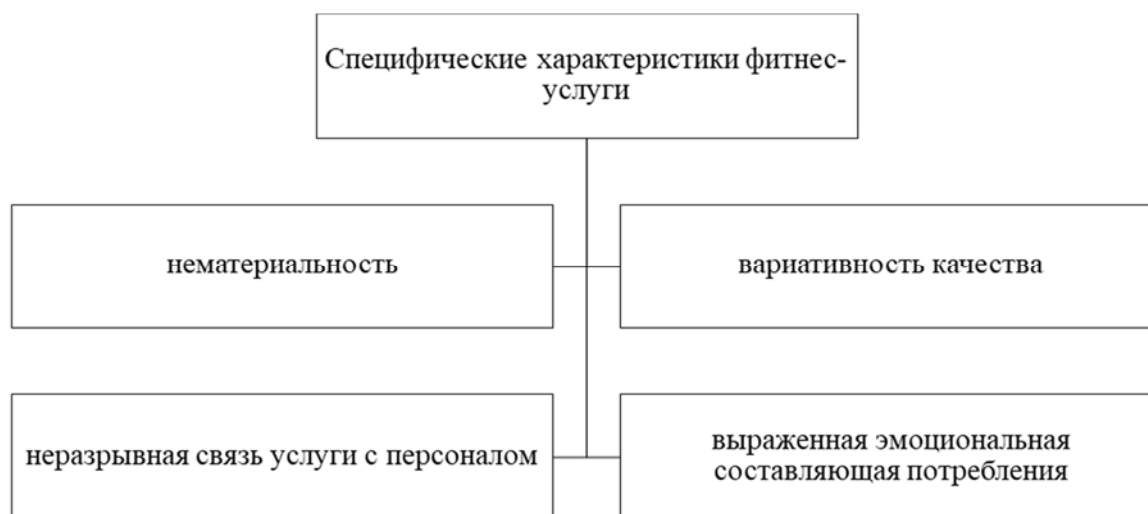 Специфические характеристики фитнес-
услуги
нематериальность
вариативность качества
неразрывная связь услуги с персоналом
выраженная эмоциональная
составляющая потребления